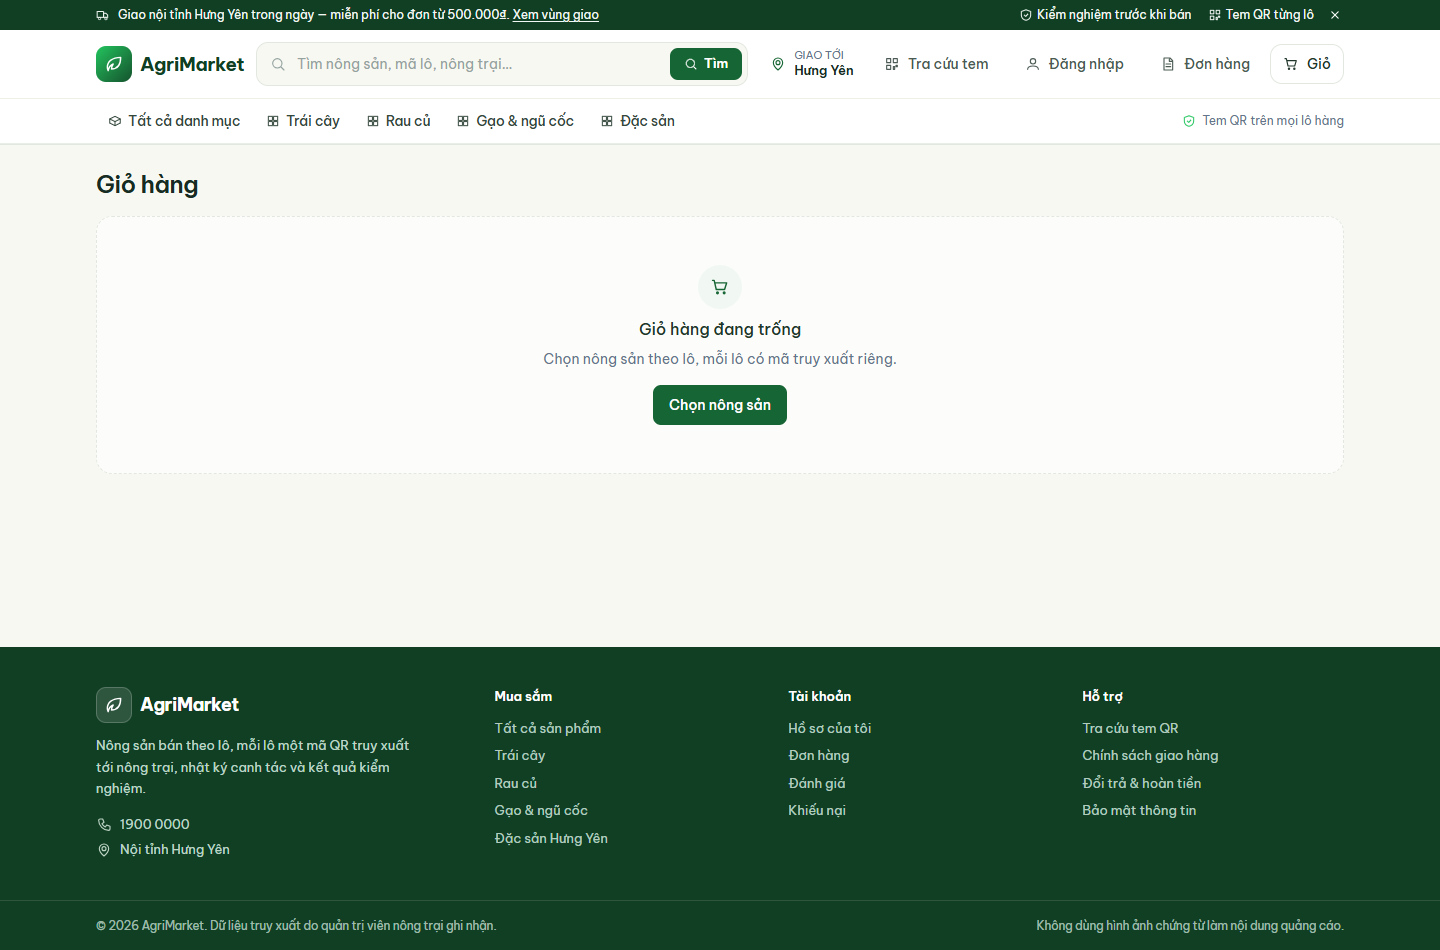 Giao nội tỉnh Hưng Yên trong ngày — miễn phí cho đơn từ 500.000₫. Xem vùng giao
Kiểm nghiệm trước khi bán
Tem QR từng lô
AgriMarket
Tìm nông sản, mã lô, nông trại...
Tìm
GIAO TỚI
Hưng Yên
Tra cứu tem
Đăng nhập
Đơn hàng
Giỏ
Tất cả danh mục
Trái cây
Rau củ
Gạo & ngũ cốc
Đặc sản
Tem QR trên mọi lô hàng
Giỏ hàng
Giỏ hàng đang trống
Chọn nông sản theo lô, mỗi lô có mã truy xuất riêng.
Chọn nông sản
AgriMarket
Nông sản bán theo lô, mỗi lô một mã QR truy xuất
tới nông trại, nhật ký canh tác và kết quả kiểm
nghiệm.
1900 0000
Nội tỉnh Hưng Yên
Mua sắm
Tất cả sản phẩm
Trái cây
Rau củ
Gạo & ngũ cốc
Đặc sản Hưng Yên
Tài khoản
Hồ sơ của tôi
Đơn hàng
Đánh giá
Khiếu nại
Hỗ trợ
Tra cứu tem QR
Chính sách giao hàng
Đổi trả & hoàn tiền
Bảo mật thông tin
© 2026 AgriMarket. Dữ liệu truy xuất do quản trị viên nông trại ghi nhận.
Không dùng hình ảnh chứng từ làm nội dung quảng cáo.